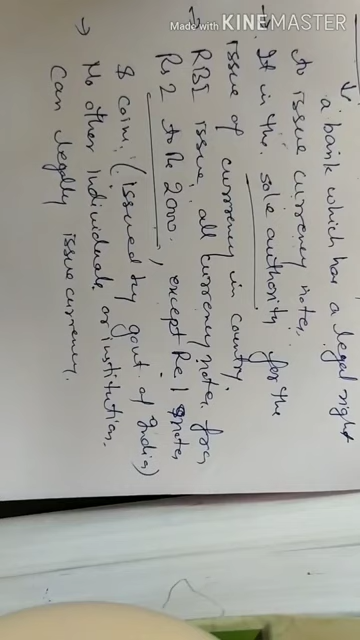 Made with KINEMASTER
a bank which has a legal right
to issue currency notes.
→ It is the sole authority for the
issue of currency in country
→ RBI issue all currency notes from
Rs 2 to Rs 2000, except Re 1 notes
& coins (issued by govt of India)
→ No other individuals or institution
can legally issue currency.